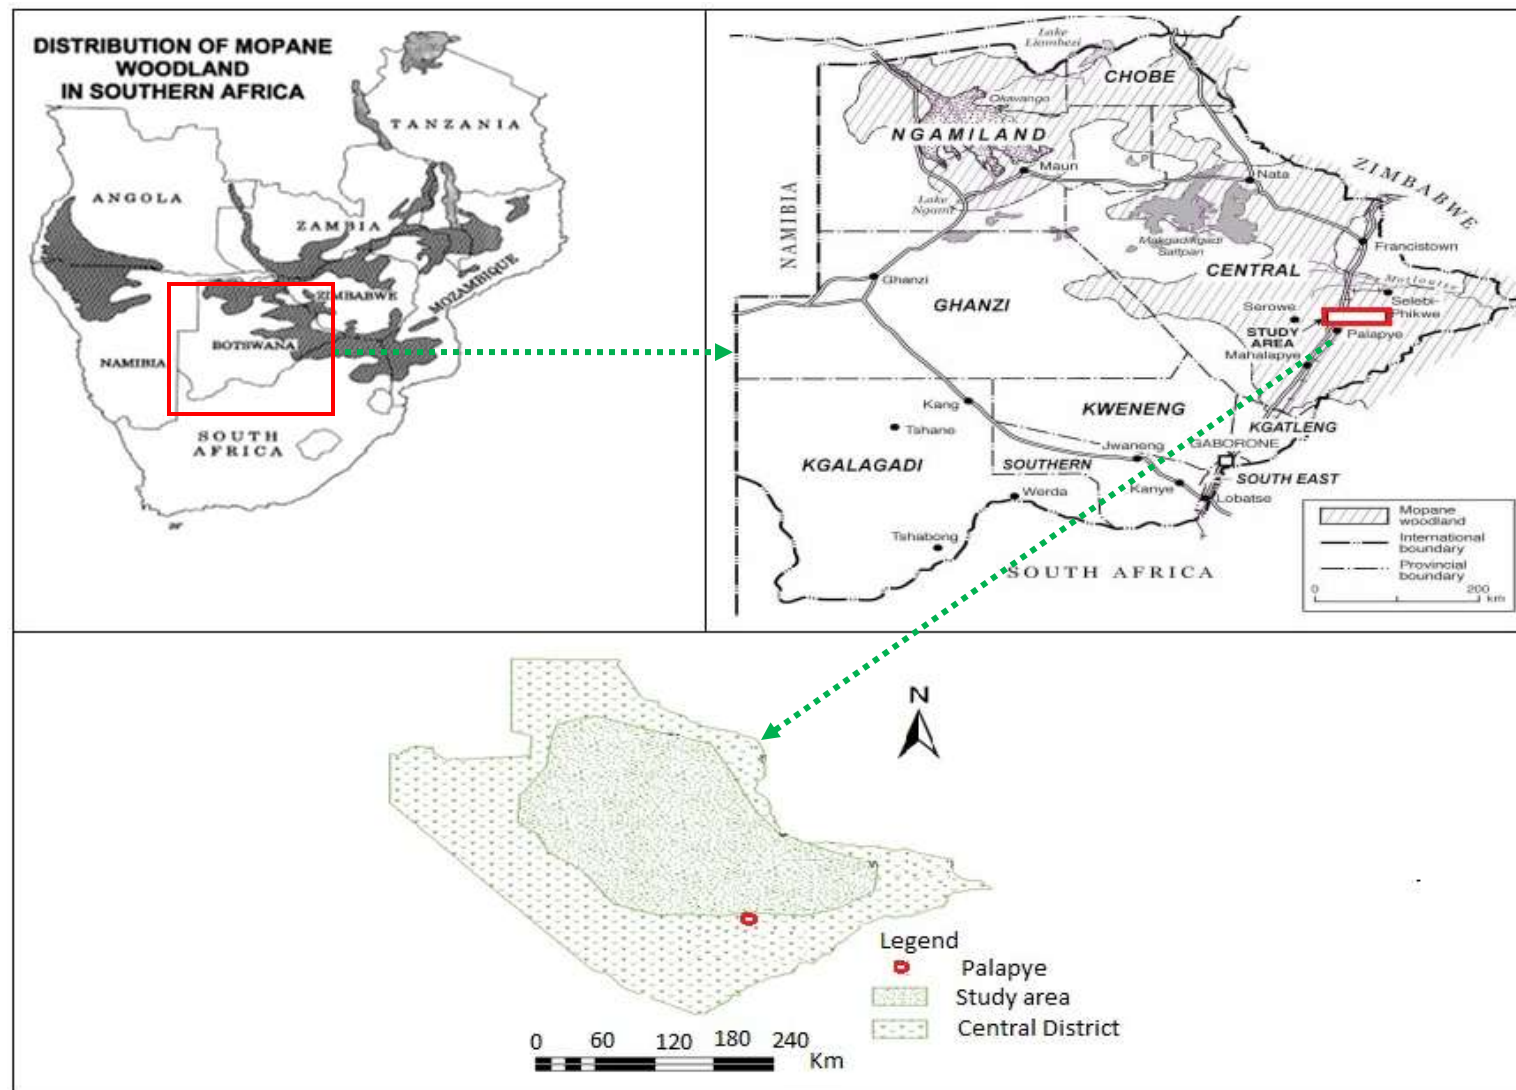 DISTRIBUTION OF MOPANE
WOODLAND
IN SOUTHERN AFRICA
TANZANIA
ANGOLA
ZAMBIA
ZIMBABWE
MOZAMBIQUE
BOTSWANA
NAMIBIA
SOUTH
AFRICA
Lake
Liambezi
CHOBE
Okavango
NGAMILAND
Maun
Nata
ZIMBABWE
Lake
Ngami
NAMIBIA
Makgadikgadi
Saltpan
Francistown
CENTRAL
Motloutse
Ghanzi
GHANZI
Serowe
Selebi-
Phikwe
STUDY
AREA
Palapye
Mahalapye
Kang
KWENENG
KGATLENG
Tshane
Jwaneng
GABORONE
KGALAGADI
SOUTHERN
SOUTH EAST
Werda
Kanye
Lobatse
Tshabong
SOUTH AFRICA
Mopane
woodland
International
boundary
Provincial
boundary
0 200
km
N
Legend
Palapye
Study area
Central District
0 60 120 180 240
Km